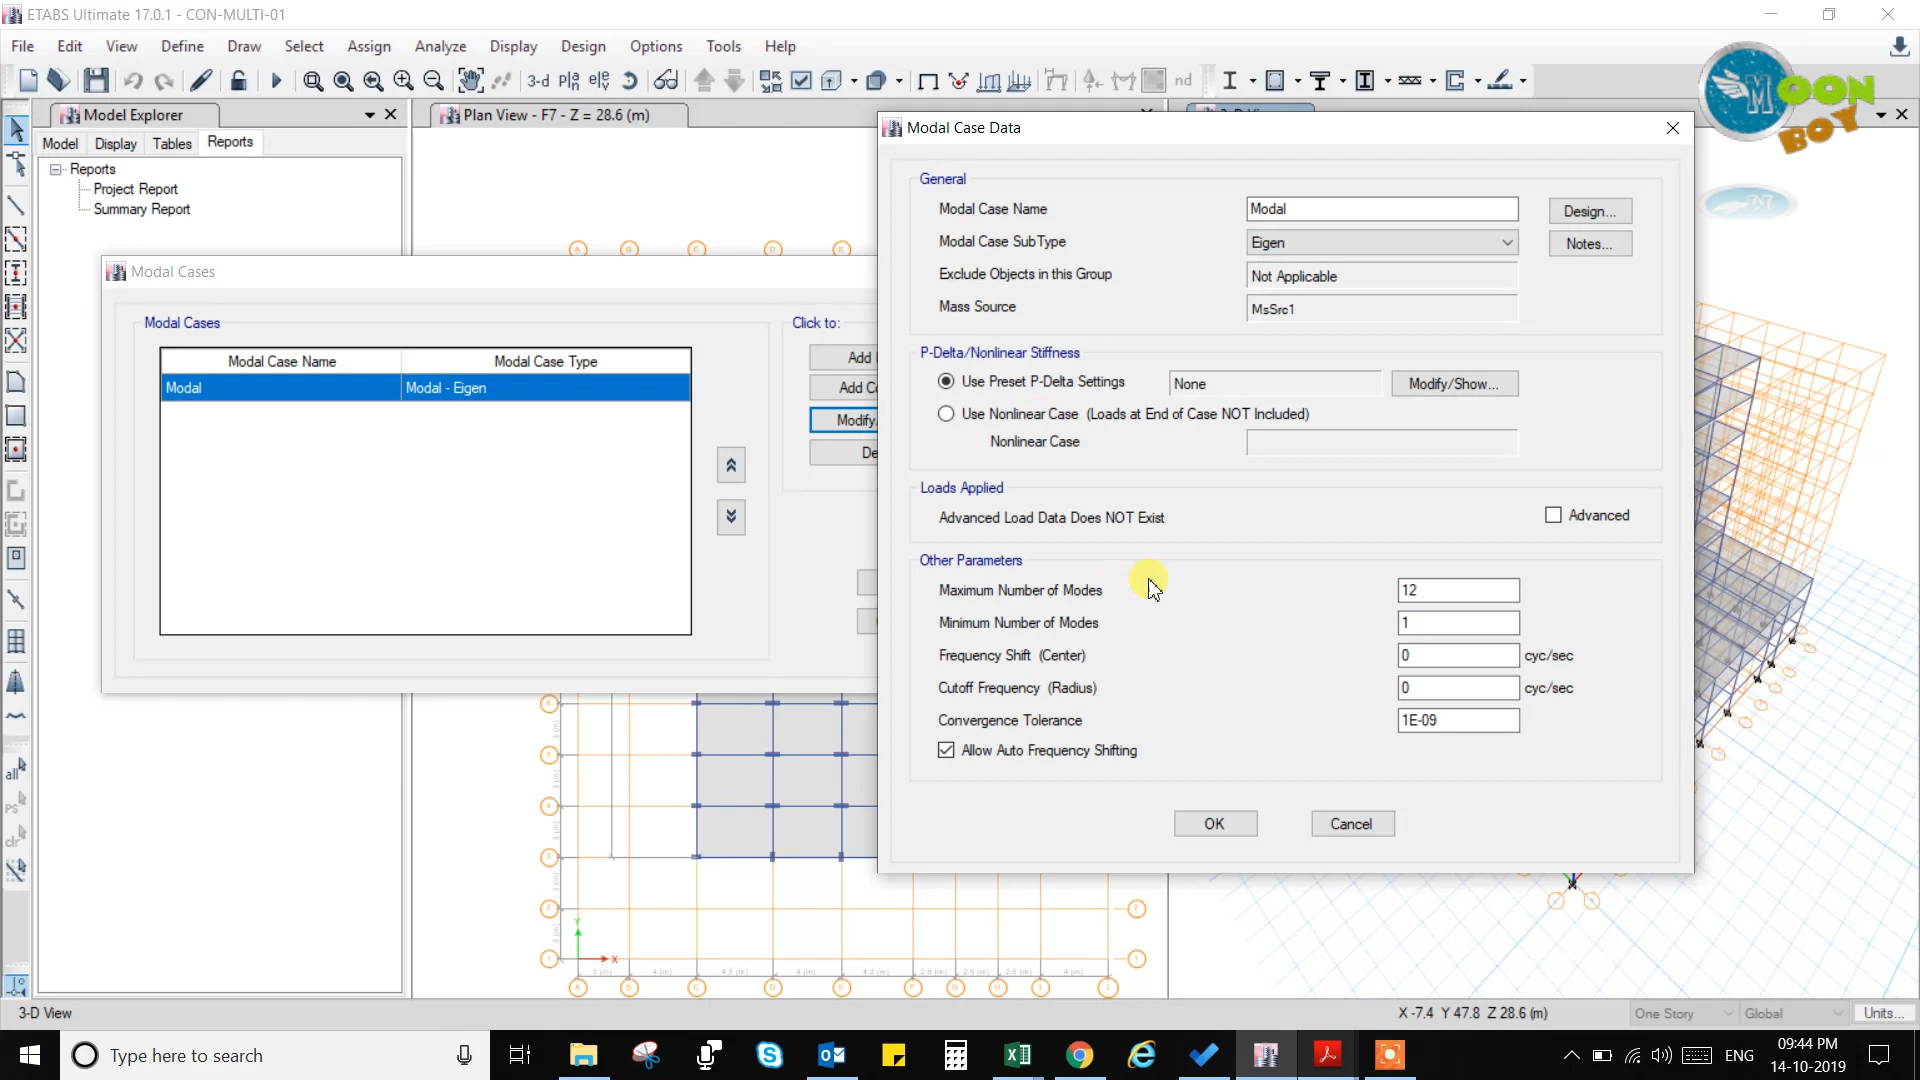 ETABS Ultimate 17.0.1 - CON-MULTI-01
File Edit View Define Draw Select Assign Analyze Display Design Options Tools Help
3-d
nd
MOON
BOY
Model Explorer
Plan View - F7 - Z = 28.6 (m)
Model Display Tables Reports
Reports
Project Report
Summary Report
Modal Cases
Modal Cases
Click to:
Modal Case Name Modal Case Type
Modal Modal - Eigen
Add
Add
Modify/
Modal Case Data
General
Modal Case Name Modal Design...
Modal Case SubType Eigen Notes...
Exclude Objects in this Group Not Applicable
Mass Source MsSrc1
P-Delta/Nonlinear Stiffness
Use Preset P-Delta Settings None Modify/Show...
Use Nonlinear Case (Loads at End of Case NOT Included)
Nonlinear Case
Loads Applied
Advanced Load Data Does NOT Exist Advanced
Other Parameters
Maximum Number of Modes 12
Minimum Number of Modes 1
Frequency Shift (Center) 0 cyc/sec
Cutoff Frequency (Radius) 0 cyc/sec
Convergence Tolerance 1E-09
Allow Auto Frequency Shifting
OK Cancel
all
ps
clr
Y
X
3-D View
X -7.4 Y 47.8 Z 28.6 (m)
One Story Global Units...
Type here to search
ENG
09:44 PM
14-10-2019